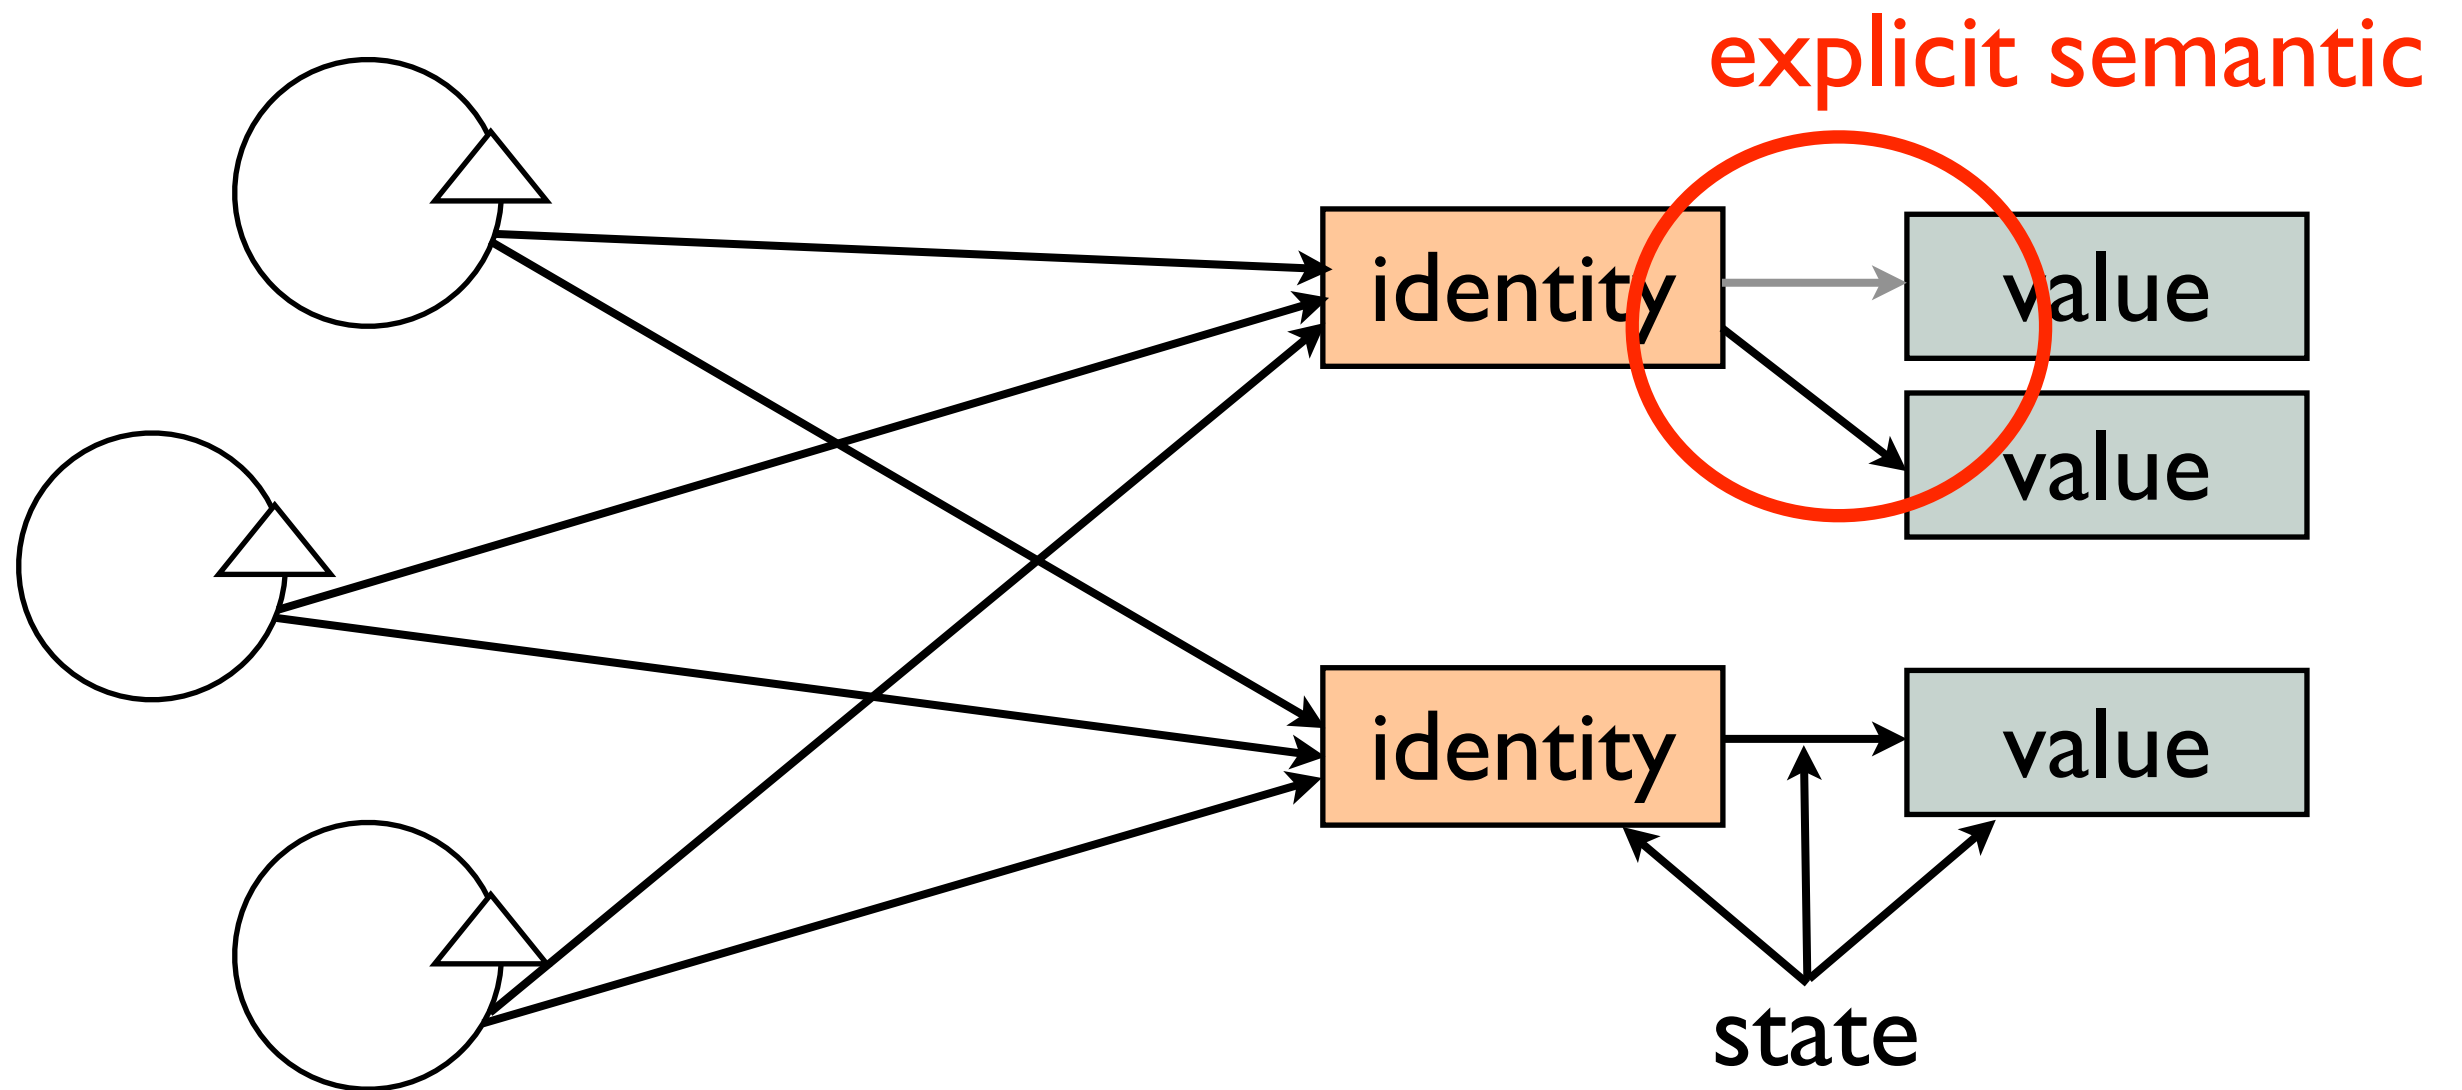 explicit semantic
identity
value
value
identity
value
state